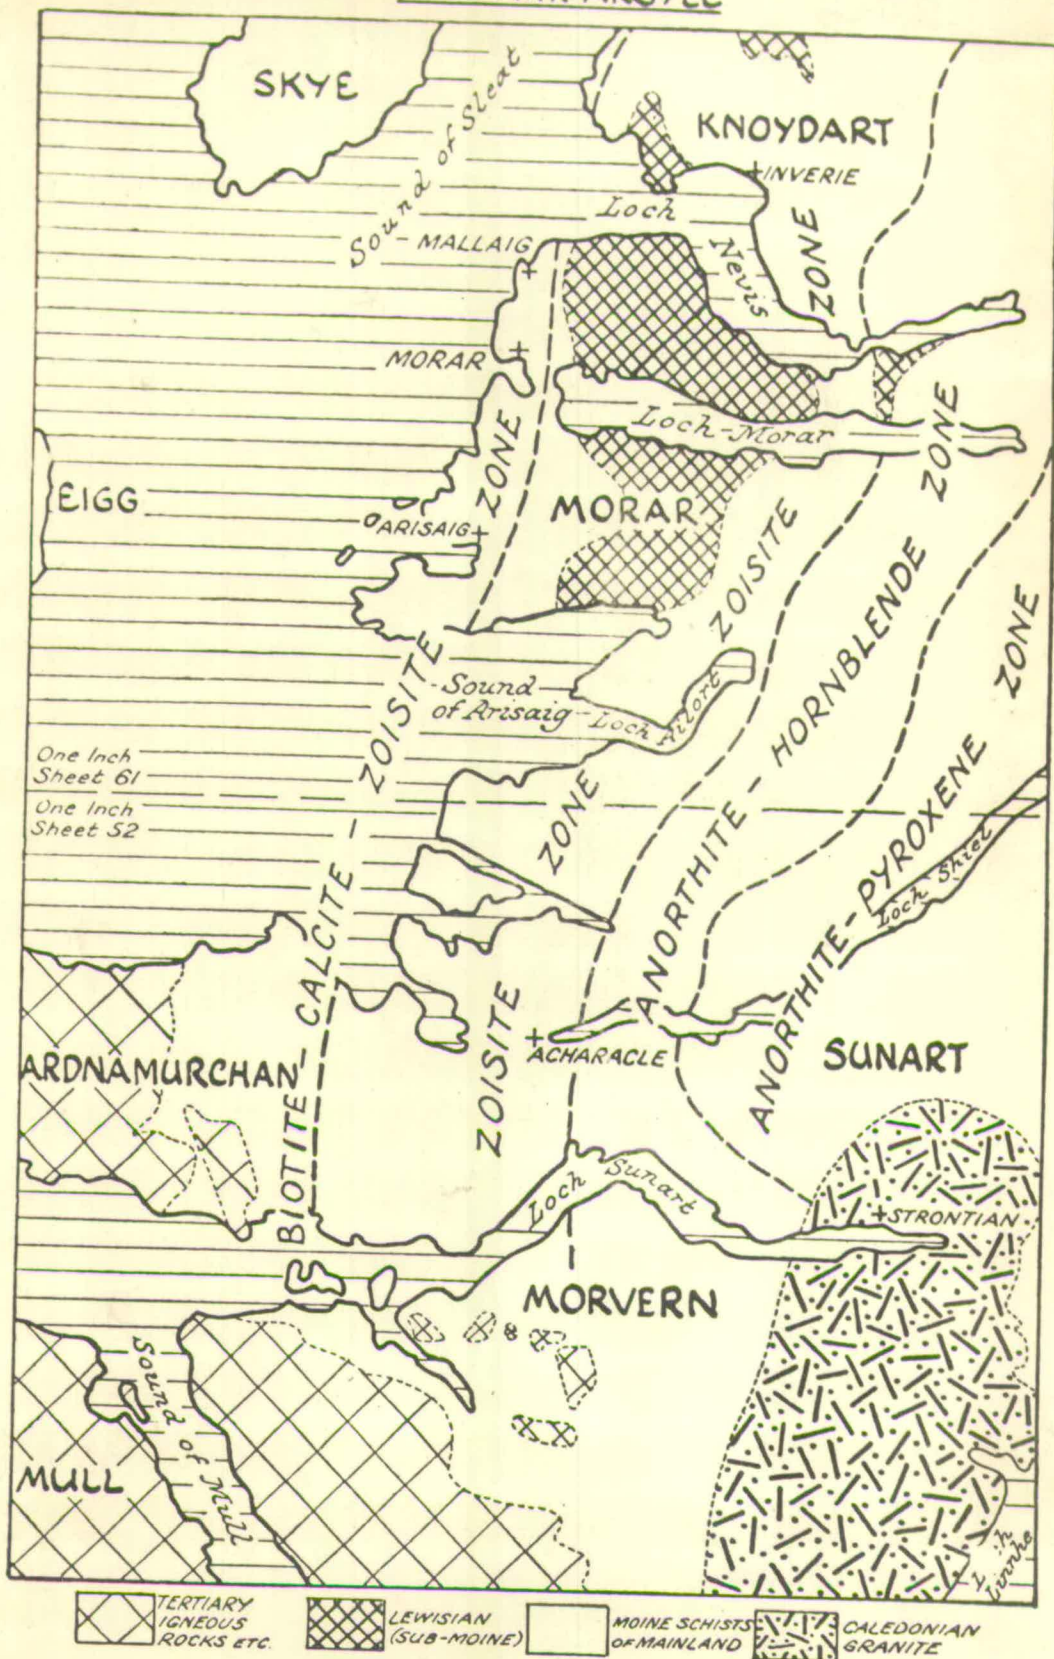 SKYE
Sound of Sleat
KNOYDART
INVERIE
Loch
Nevis
ZONE
MALLAIG
MORAR
Loch Morar
ZONE
ZONE
EIGG
ARISAIG
MORAR
ZOISITE
HORNBLENDE
ZONE
ZOISITE
Sound
of Arisaig
Loch Ailort
One Inch
Sheet 61
One Inch
Sheet 52
ZONE
PYROXENE
Loch Shiel
CALCITE
ANORTHITE
ANORTHITE
ZOISITE
ACHARACLE
SUNART
ARDNAMURCHAN
BIOTITE
Loch Sunart
STRONTIAN
MORVERN
Sound of Mull
MULL
Linnhe
TERTIARY
IGNEOUS
ROCKS ETC.
LEWISIAN
(SUB-MOINE)
MOINE SCHISTS
OF MAINLAND
CALEDONIAN
GRANITE